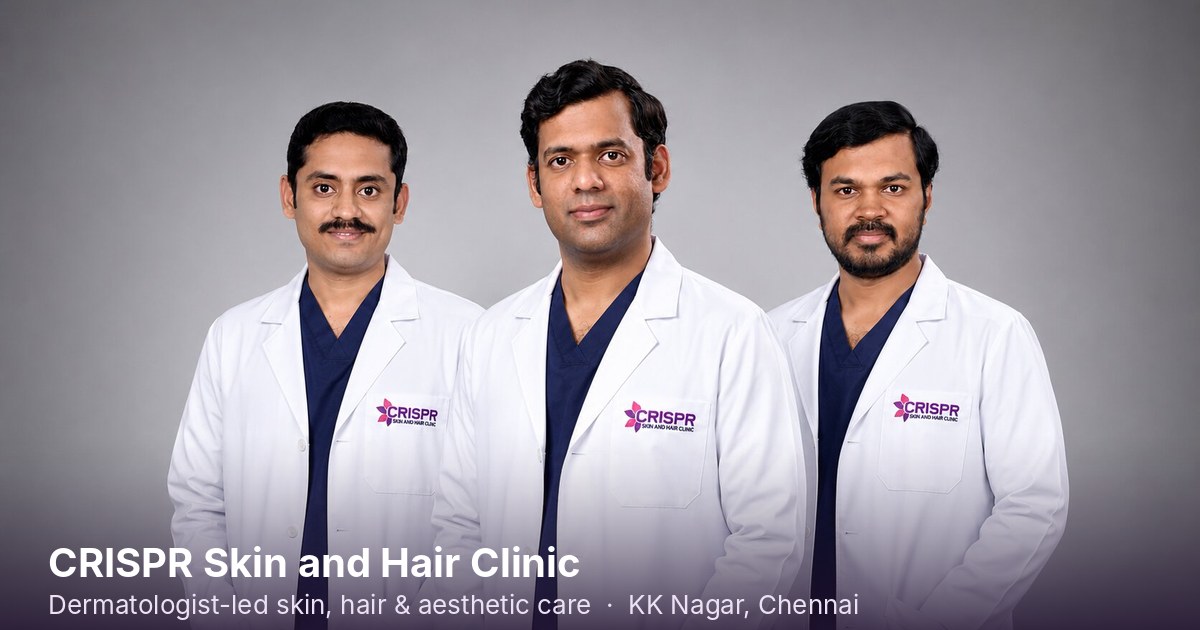 CRISPR
SKIN AND HAIR CLINIC
CRISPR
SKIN AND HAIR CLINIC
CRISPR
SKIN AND HAIR CLINIC
CRISPR Skin and Hair Clinic
Dermatologist-led skin, hair & aesthetic care · KK Nagar, Chennai